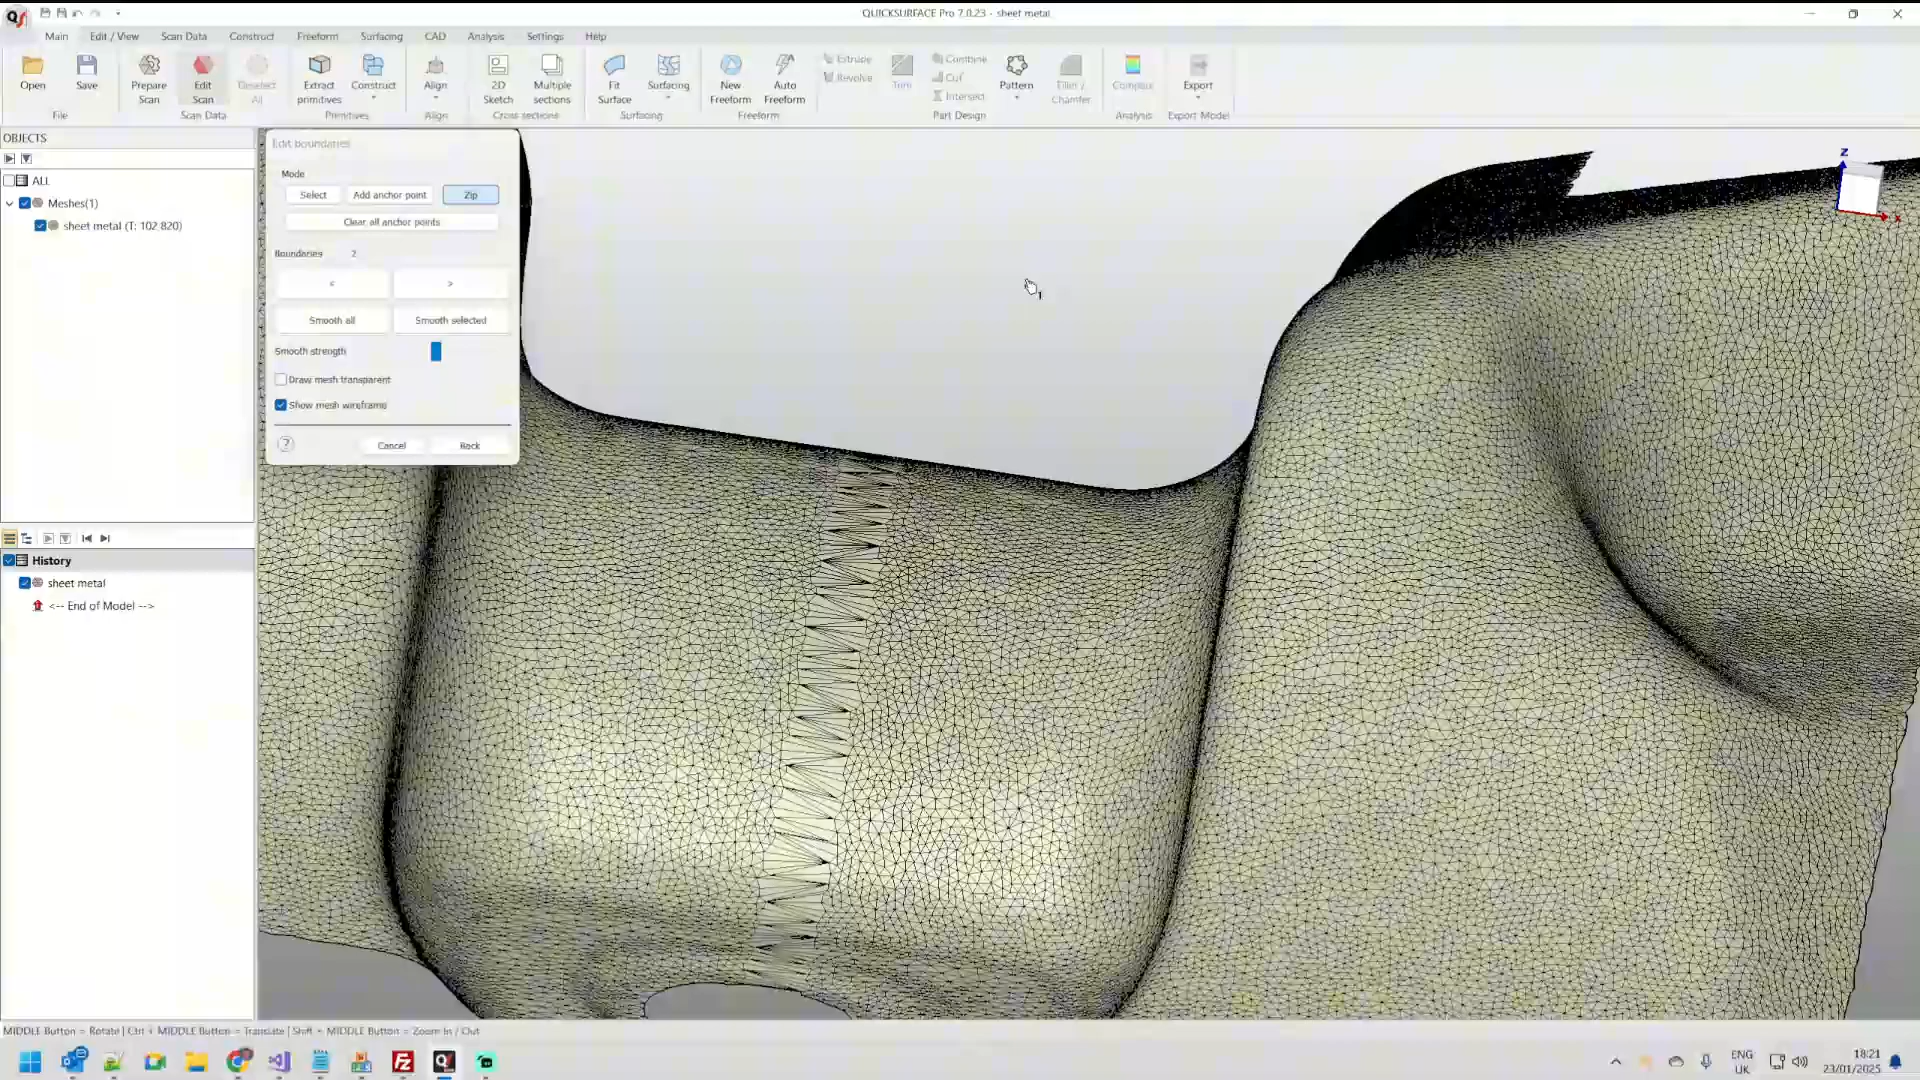 QUICKSURFACE Pro 7.0.23 - sheet metal
Main Edit / View Scan Data Construct Freeform Surfacing CAD Analysis Settings Help
Open
Save
File
Prepare Scan
Edit Scan
Deselect All
Scan Data
Extract primitives
Construct
Primitives
Align
Align
2D Sketch
Multiple sections
Cross sections
Fit Surface
Surfacing
Surfacing
New Freeform
Auto Freeform
Freeform
Extrude
Revolve
Trim
Combine
Cut
Intersect
Pattern
Fillet / Chamfer
Part Design
Compare
Analysis
Export
Export Model
OBJECTS
ALL
Meshes(1)
sheet metal (T: 102 820)
History
sheet metal
<-- End of Model -->
Edit boundaries
Mode
Select Add anchor point Zip
Clear all anchor points
Boundaries 2
< >
Smooth all Smooth selected
Smooth strength
Draw mesh transparent
Show mesh wireframe
? Cancel Back
Z
X
1
MIDDLE Button = Rotate | Ctrl + MIDDLE Button = Translate | Shift + MIDDLE Button = Zoom In / Out
ENG
UK
18:21
23/01/2025